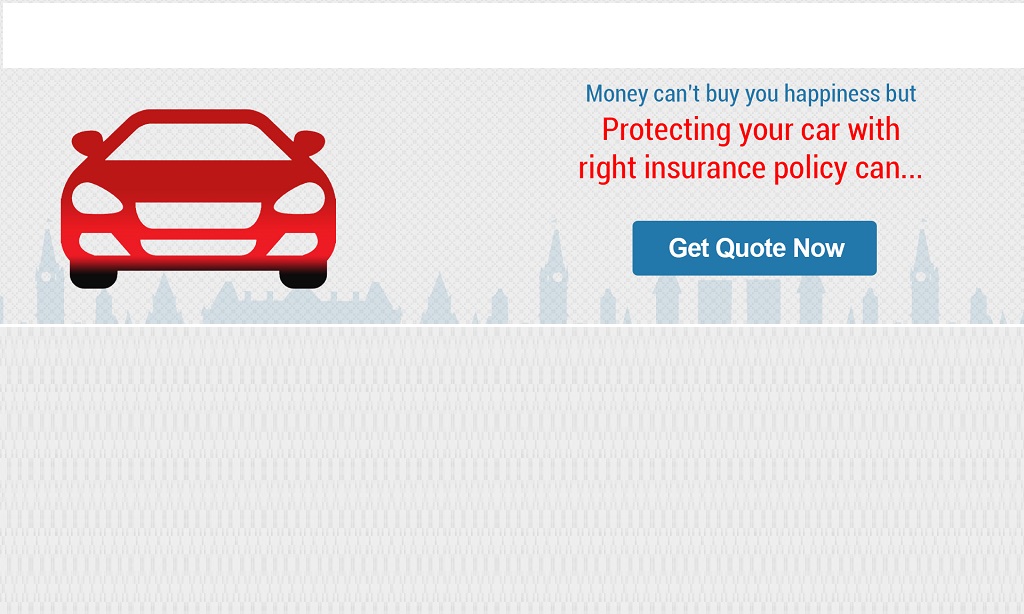 Money can't buy you happiness but
Protecting your car with
right insurance policy can...
Get Quote Now